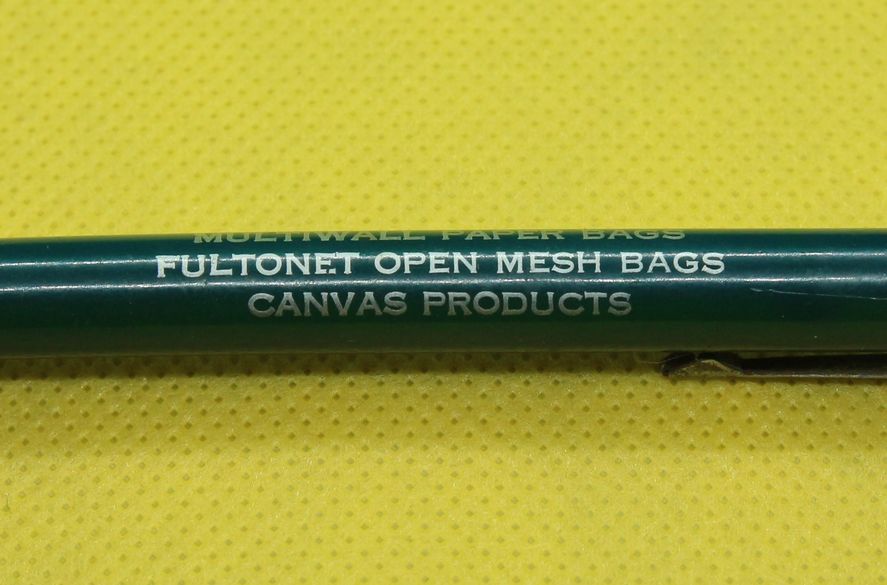 MULTIWALL PAPER BAGS
FULTONET OPEN MESH BAGS
CANVAS PRODUCTS